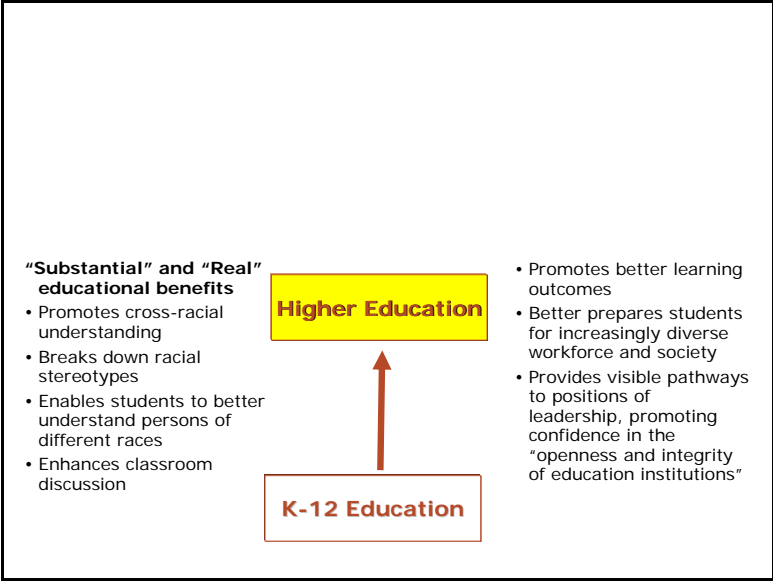 “Substantial” and “Real”
educational benefits
• Promotes cross-racial
understanding
• Breaks down racial
stereotypes
• Enables students to better
understand persons of
different races
• Enhances classroom
discussion
Higher Education
K-12 Education
• Promotes better learning
outcomes
• Better prepares students
for increasingly diverse
workforce and society
• Provides visible pathways
to positions of
leadership, promoting
confidence in the
“openness and integrity
of education institutions”